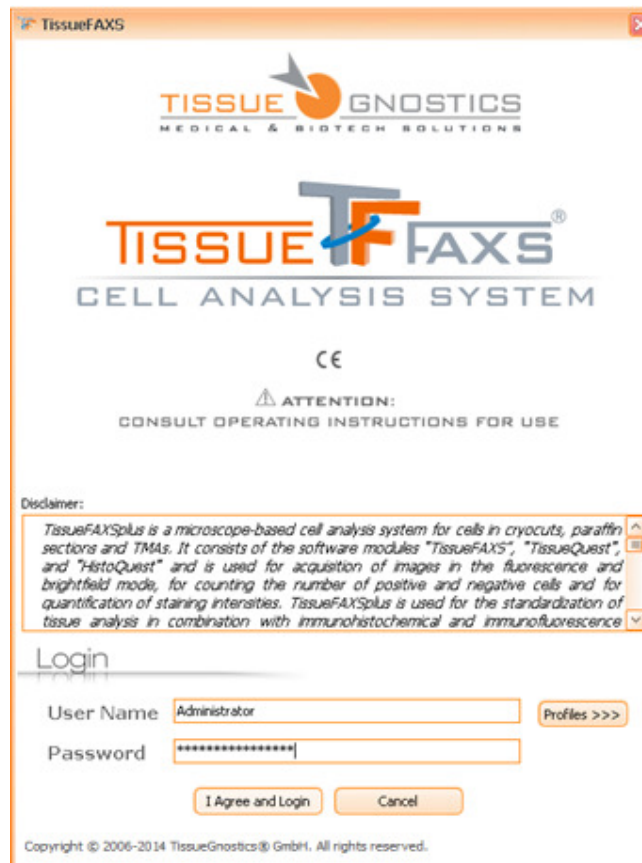 TissueFAXS
TISSUE GNOSTICS
MEDICAL & BIOTECH SOLUTIONS
TISSUE TF FAXS®
CELL ANALYSIS SYSTEM
CE
ATTENTION:
CONSULT OPERATING INSTRUCTIONS FOR USE
Disclaimer:
TissueFAXSplus is a microscope-based cell analysis system for cells in cryocuts, paraffin
sections and TMAs. It consists of the software modules "TissueFAXS", "TissueQuest",
and "HistoQuest" and is used for acquisition of images in the fluorescence and
brightfield mode, for counting the number of positive and negative cells and for
quantification of staining intensities. TissueFAXSplus is used for the standardization of
tissue analysis in combination with immunohistochemical and immunofluorescence
Login
User Name Administrator Profiles >>>
Password ****************
I Agree and Login Cancel
Copyright © 2006-2014 TissueGnostics® GmbH. All rights reserved.